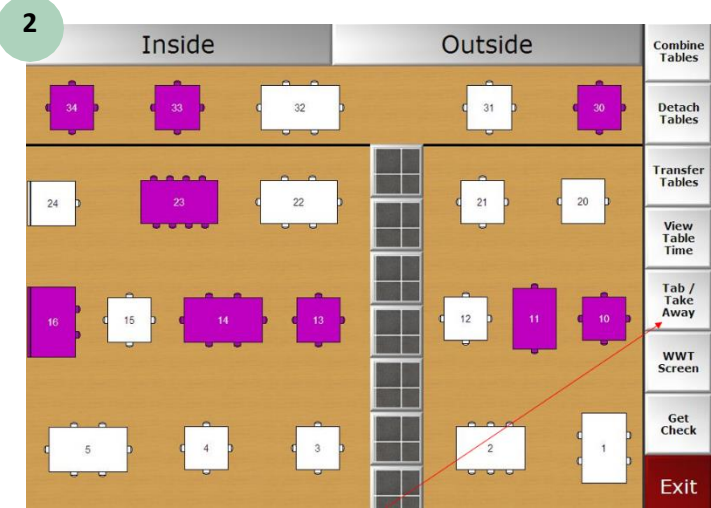 2
Inside Outside
Combine
Tables
34 33 32 31 30
Detach
Tables
Transfer
Tables
24 23 22 21 20
View
Table
Time
Tab /
Take
Away
16 15 14 13 12 11 10
WWT
Screen
Get
Check
5 4 3 2 1
Exit